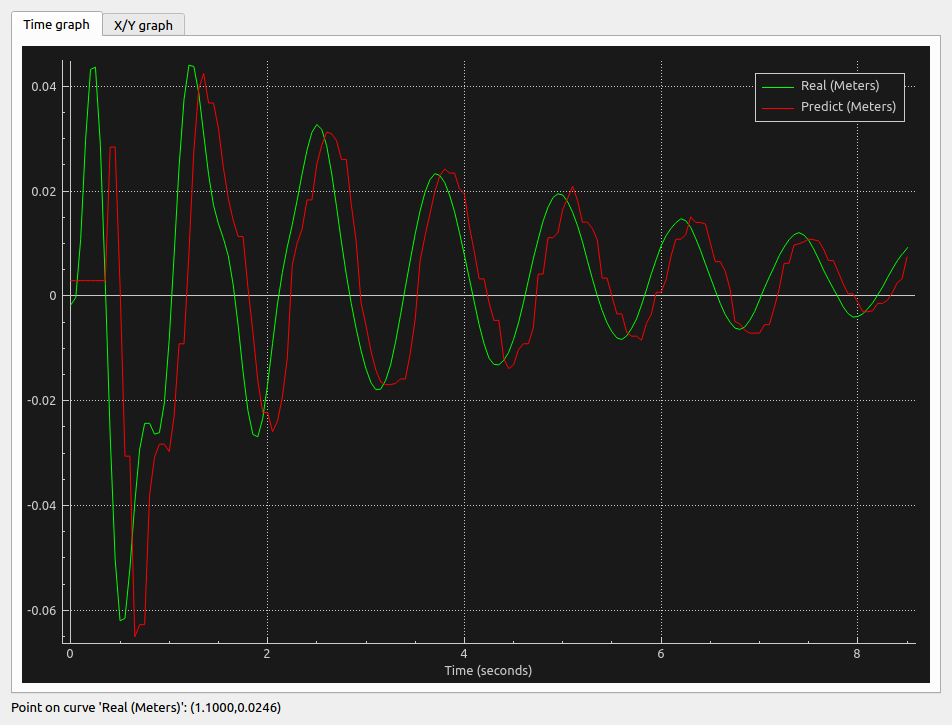 Time graph
X/Y graph
Real (Meters)
Predict (Meters)
0.04
0.02
0
-0.02
-0.04
-0.06
0
2
4
6
8
Time (seconds)
Point on curve 'Real (Meters)': (1.1000,0.0246)